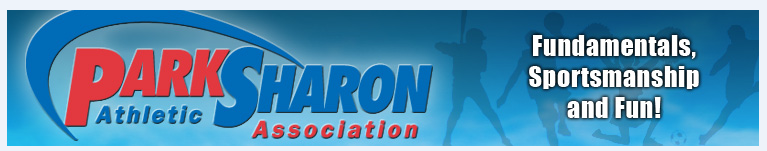 PARK SHARON
Athletic
Association
Fundamentals,
Sportsmanship
and Fun!